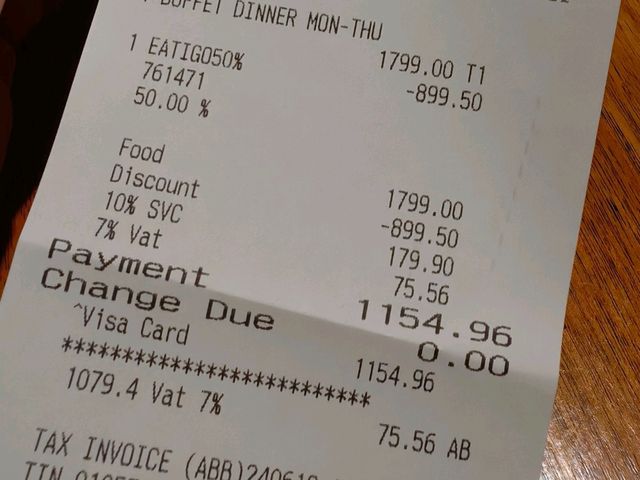 BUFFET DINNER MON-THU
1799.00 T1
1 EATIGO50% -899.50
761471
50.00 %
Food 1799.00
Discount -899.50
10% SVC 179.90
7% Vat 75.56
Payment 1154.96
Change Due 0.00
^Visa Card 1154.96
*************************
1079.4 Vat 7% 75.56 AB
TAX INVOICE (ABB)240618
TIN